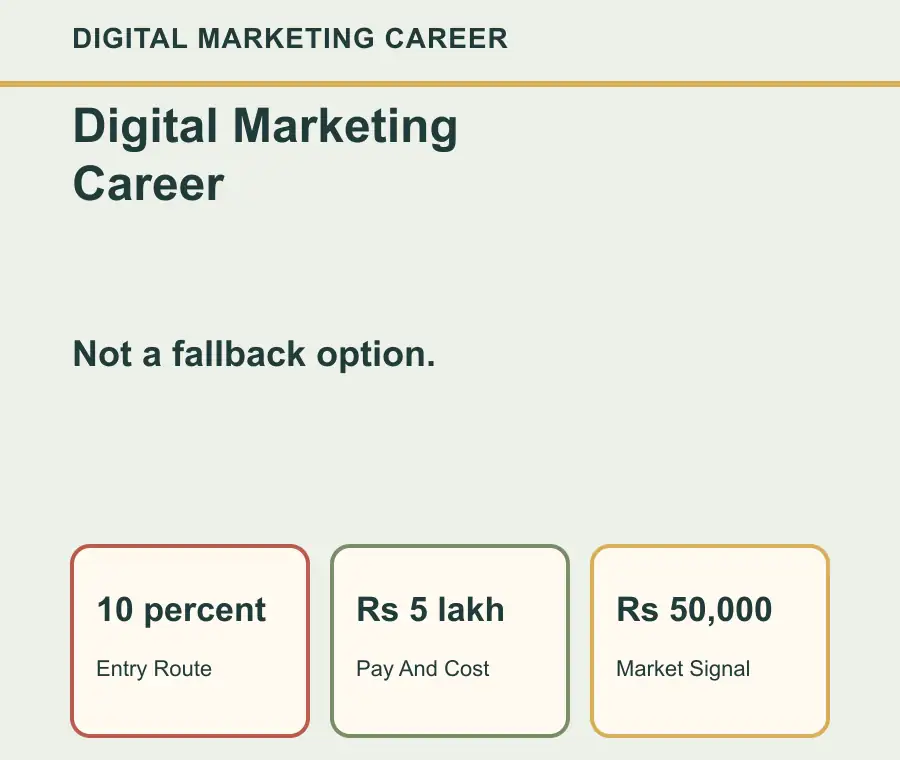 DIGITAL MARKETING CAREER
Digital Marketing
Career
Not a fallback option.
10 percent
Entry Route
Rs 5 lakh
Pay And Cost
Rs 50,000
Market Signal